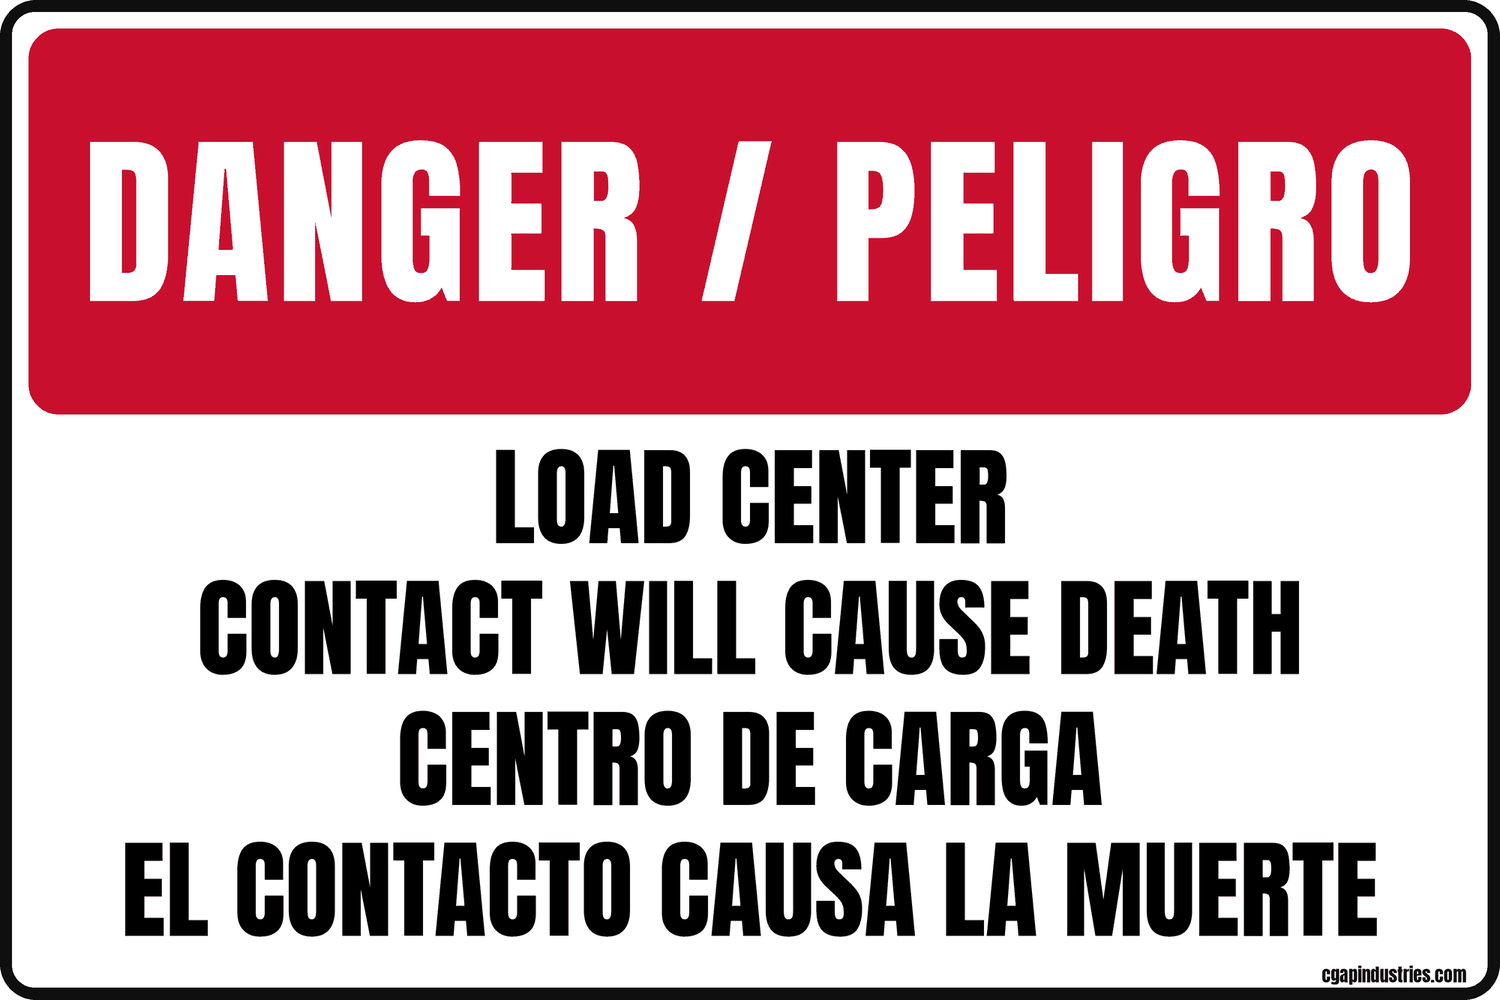 DANGER / PELIGRO
LOAD CENTER
CONTACT WILL CAUSE DEATH
CENTRO DE CARGA
EL CONTACTO CAUSA LA MUERTE
cgapindustries.com